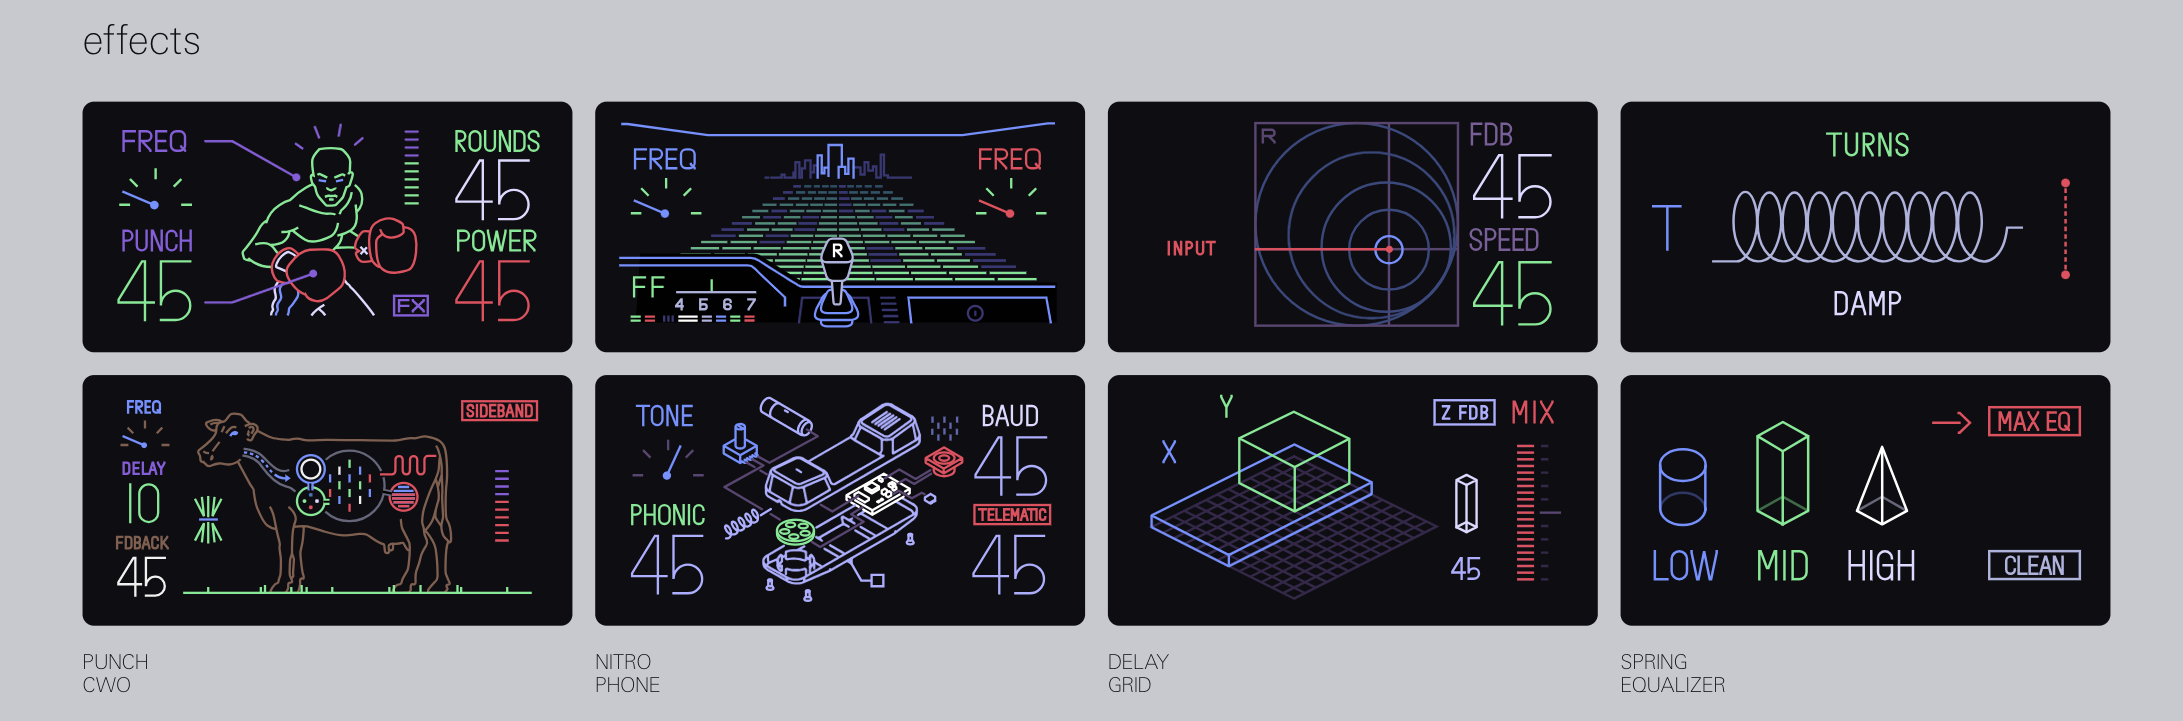 effects
FREQ
PUNCH
45
ROUNDS
45
POWER
45
FX
FREQ
FREQ
R
FF
4 5 6 7
R
INPUT
FDB
45
SPEED
45
TURNS
T
DAMP
FREQ
DELAY
10
FDBACK
45
SIDEBAND
TONE
PHONIC
45
BAUD
45
TELEMATIC
45
Y
X
Z FDB
MIX
45
MAX EQ
LOW
MID
HIGH
CLEAN
PUNCH
CWO
NITRO
PHONE
DELAY
GRID
SPRING
EQUALIZER